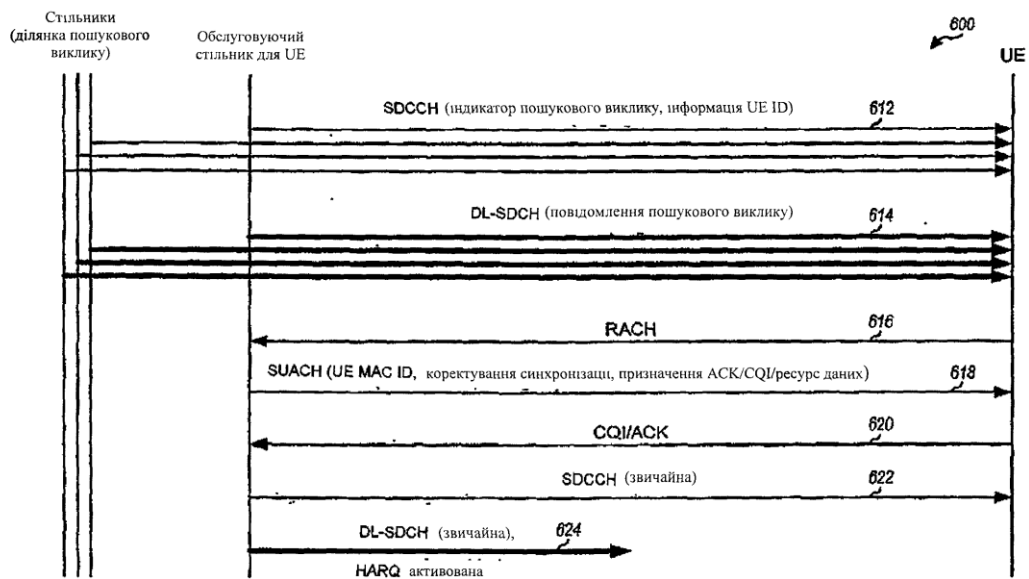 Стільники
(ділянка пошукового
виклику)
Обслуговуючий
стільник для UE
600
UE
SDCCH (індикатор пошукового виклику, інформація UE ID)
612
DL-SDCH (повідомлення пошукового виклику)
614
RACH
616
SUACH (UE MAC ID, коректування синхронізації, призначення ACK/CQI/ресурс даних)
618
CQI/ACK
620
SDCCH (звичайна)
622
DL-SDCH (звичайна),
624
HARQ активована